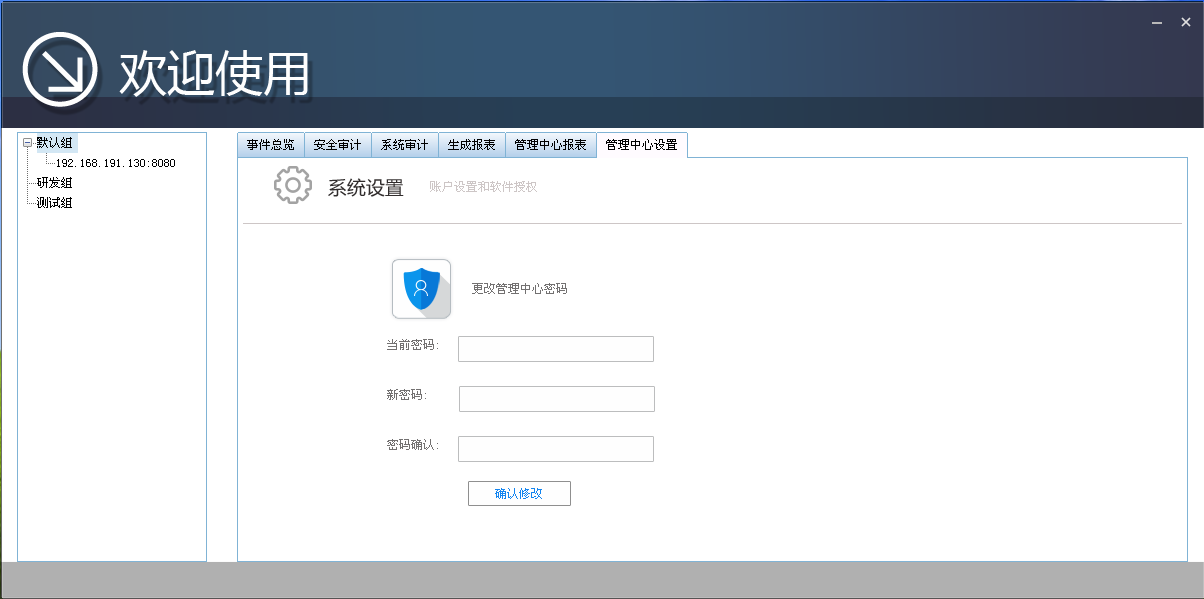 欢迎使用
默认组
192.168.191.130:8080
研发组
测试组
事件总览 安全审计 系统审计 生成报表 管理中心报表 管理中心设置
系统设置 账户设置和软件授权
更改管理中心密码
当前密码:
新密码:
密码确认:
确认修改